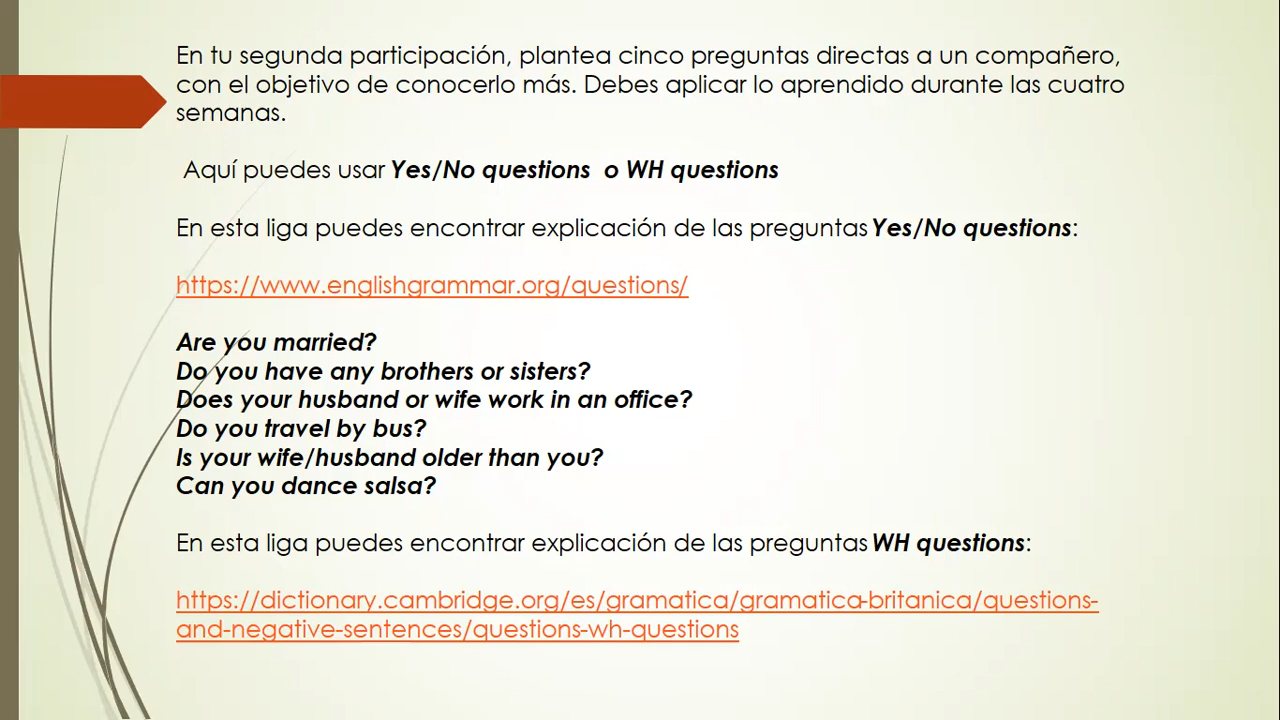 En tu segunda participación, plantea cinco preguntas directas a un compañero,
con el objetivo de conocerlo más. Debes aplicar lo aprendido durante las cuatro
semanas.
Aquí puedes usar Yes/No questions o WH questions
En esta liga puedes encontrar explicación de las preguntas Yes/No questions:
https://www.englishgrammar.org/questions/
Are you married?
Do you have any brothers or sisters?
Does your husband or wife work in an office?
Do you travel by bus?
Is your wife/husband older than you?
Can you dance salsa?
En esta liga puedes encontrar explicación de las preguntas WH questions:
https://dictionary.cambridge.org/es/gramatica/gramatica-britanica/questions-
and-negative-sentences/questions-wh-questions